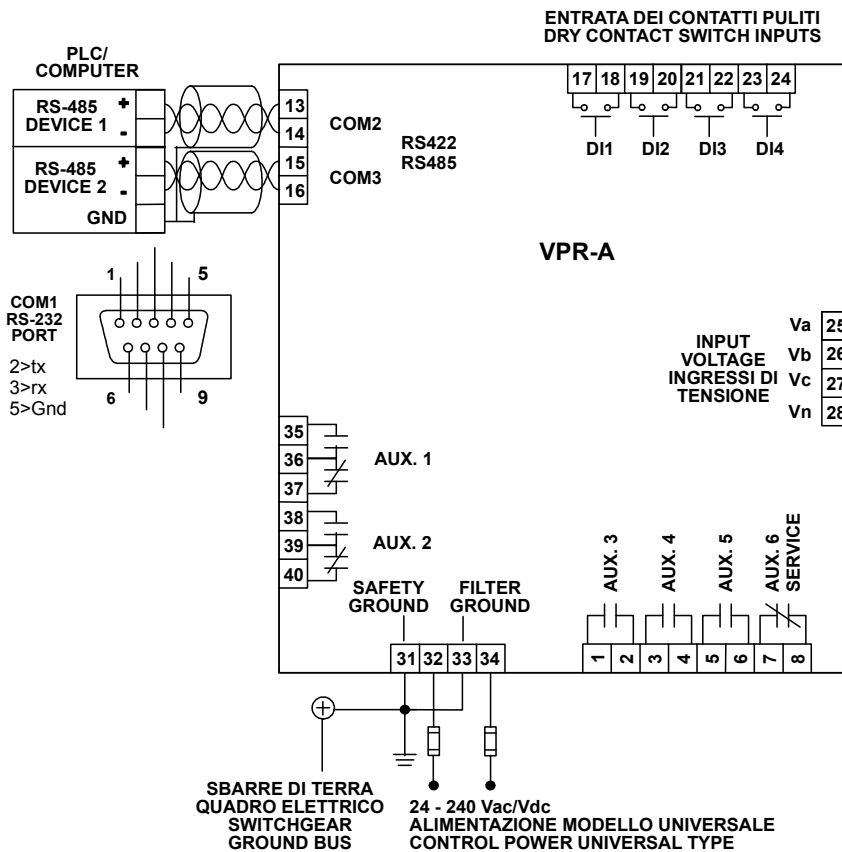 ENTRATA DEI CONTATTI PULITI
DRY CONTACT SWITCH INPUTS
PLC/
COMPUTER
17 18 19 20 21 22 23 24
DI1 DI2 DI3 DI4
RS-485
DEVICE 1
+
-
RS-485
DEVICE 2
+
-
GND
13
14
15
16
COM2
COM3
RS422
RS485
VPR-A
1 5
COM1
RS-232
PORT
6 9
2>tx
3>rx
5>Gnd
INPUT
VOLTAGE
INGRESSI DI
TENSIONE
Va 25
Vb 26
Vc 27
Vn 28
35
36
37
AUX. 1
38
39
40
AUX. 2
SAFETY
GROUND
FILTER
GROUND
31 32 33 34
AUX. 3
AUX. 4
AUX. 5
AUX. 6
SERVICE
1 2 3 4 5 6 7 8
SBARRE DI TERRA
QUADRO ELETTRICO
SWITCHGEAR
GROUND BUS
24 - 240 Vac/Vdc
ALIMENTAZIONE MODELLO UNIVERSALE
CONTROL POWER UNIVERSAL TYPE